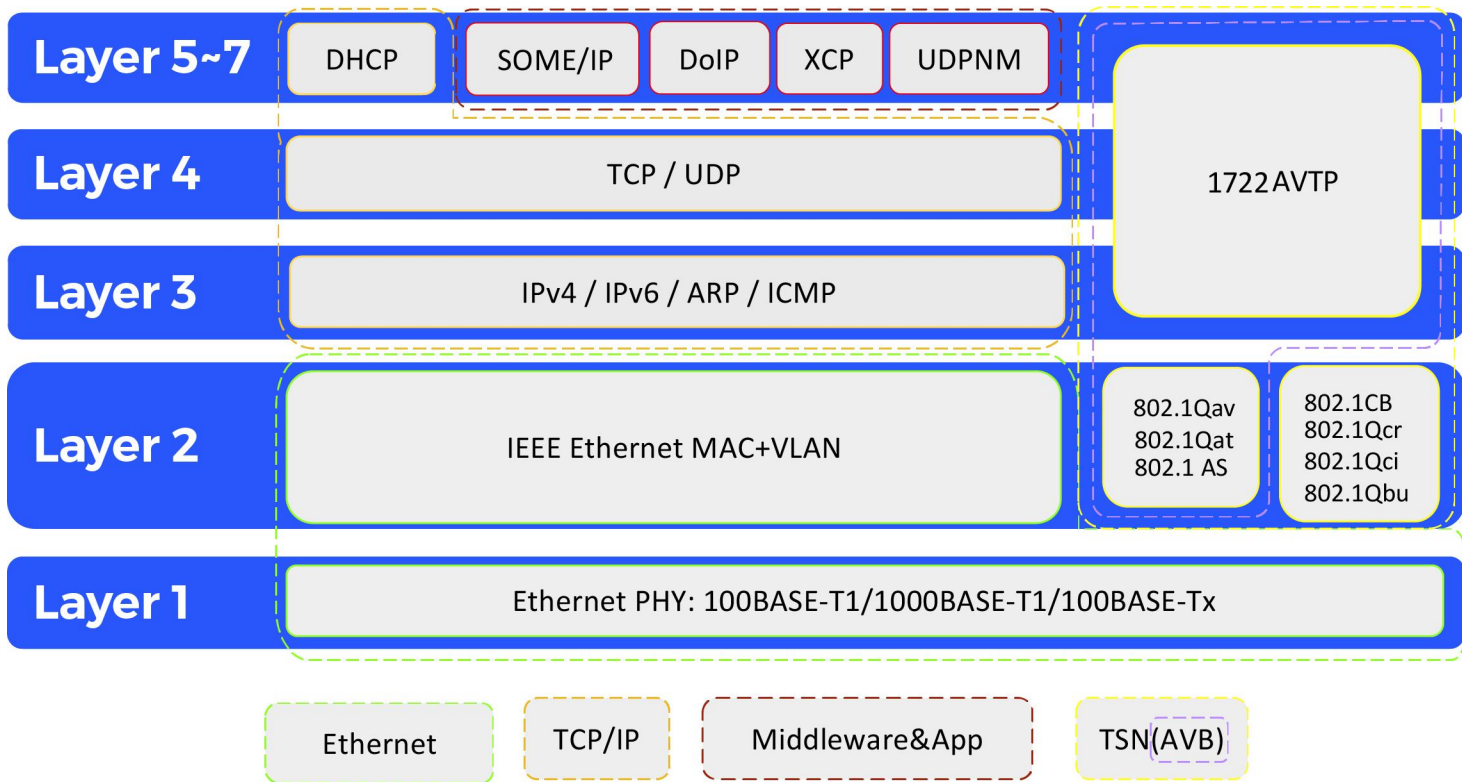 Layer 5~7
DHCP
SOME/IP
DoIP
XCP
UDPNM
Layer 4
TCP / UDP
1722 AVTP
Layer 3
IPv4 / IPv6 / ARP / ICMP
Layer 2
IEEE Ethernet MAC+VLAN
802.1Qav
802.1Qat
802.1 AS
802.1CB
802.1Qcr
802.1Qci
802.1Qbu
Layer 1
Ethernet PHY: 100BASE-T1/1000BASE-T1/100BASE-Tx
Ethernet
TCP/IP
Middleware&App
TSN(AVB)